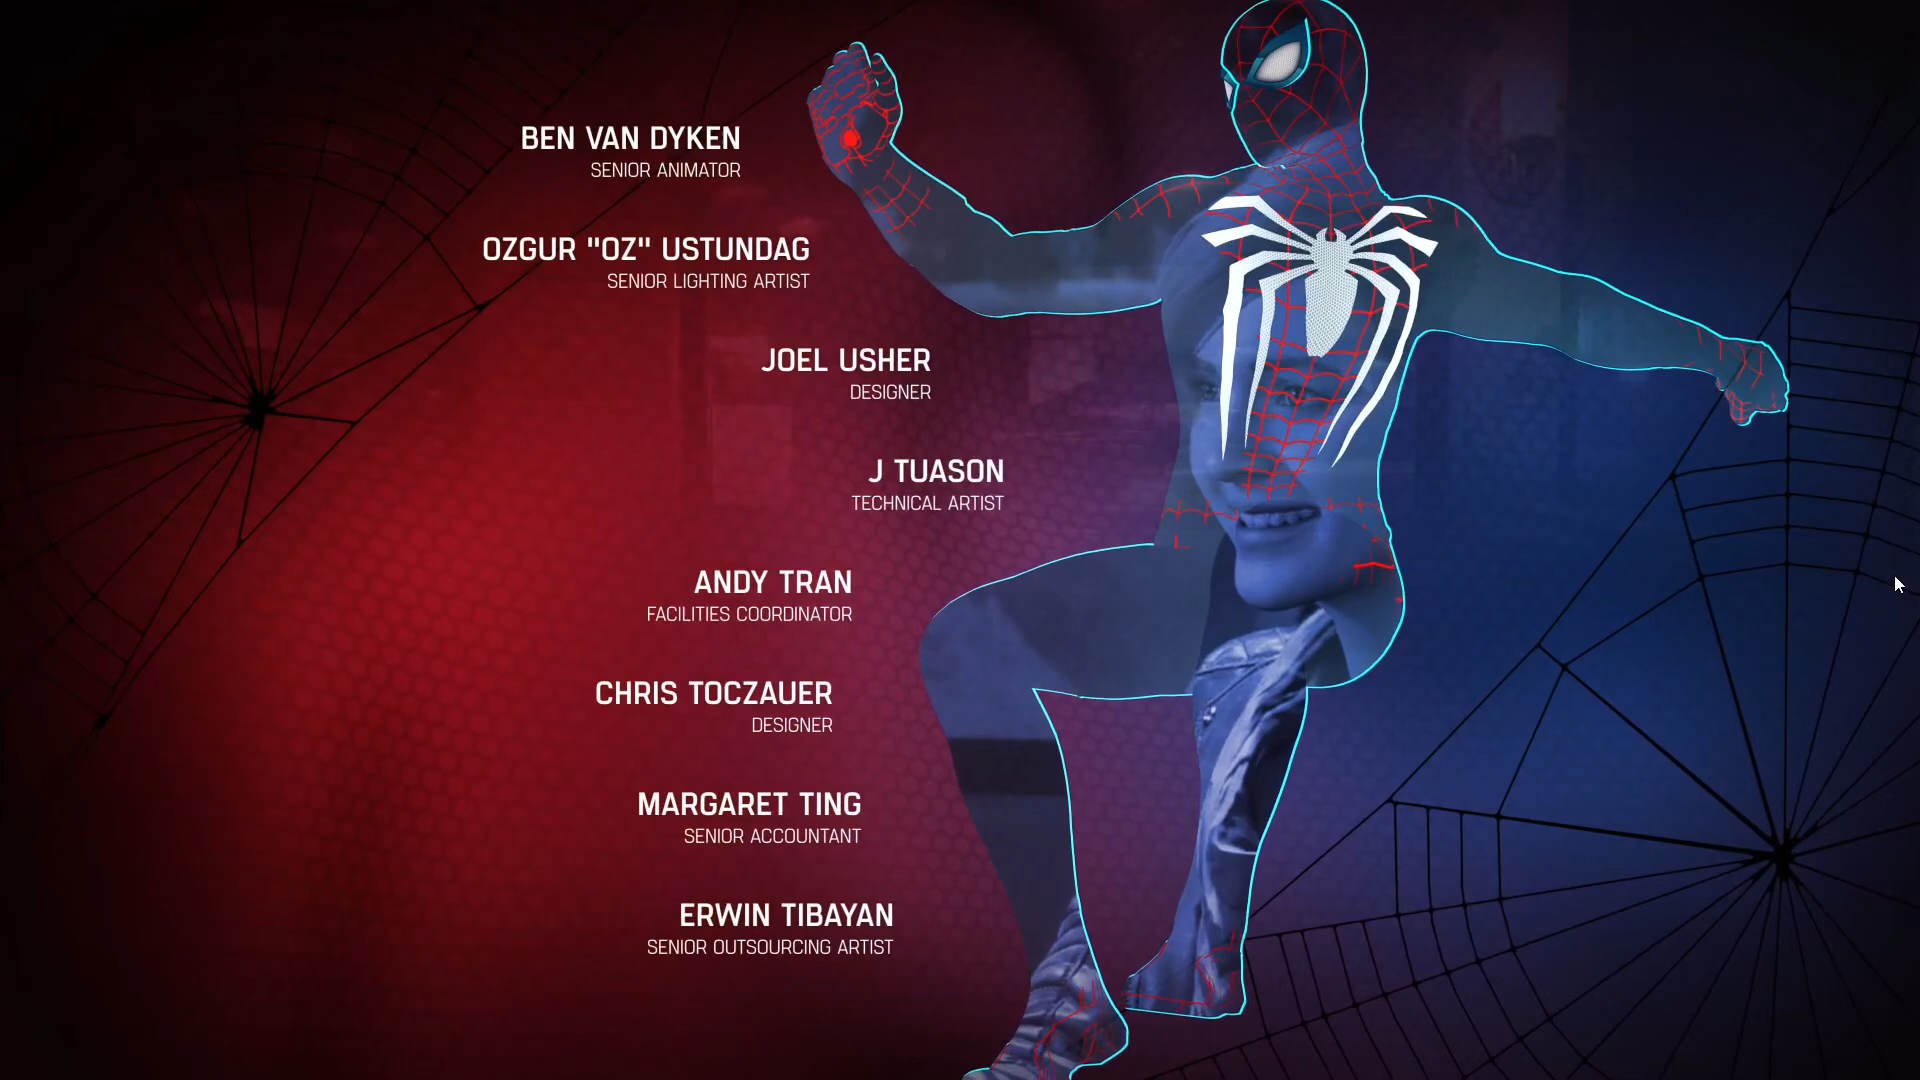 BEN VAN DYKEN
SENIOR ANIMATOR
OZGUR "OZ" USTUNDAG
SENIOR LIGHTING ARTIST
JOEL USHER
DESIGNER
J TUASON
TECHNICAL ARTIST
ANDY TRAN
FACILITIES COORDINATOR
CHRIS TOCZAUER
DESIGNER
MARGARET TING
SENIOR ACCOUNTANT
ERWIN TIBAYAN
SENIOR OUTSOURCING ARTIST